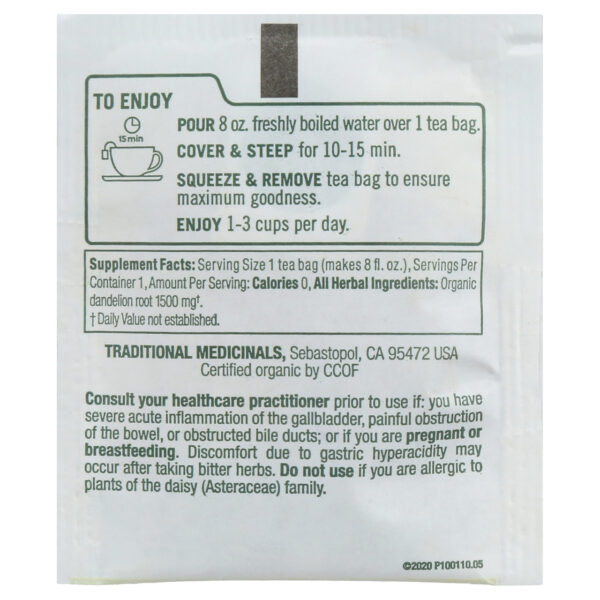 TO ENJOY
15 min
POUR 8 oz. freshly boiled water over 1 tea bag.
COVER & STEEP for 10-15 min.
SQUEEZE & REMOVE tea bag to ensure
maximum goodness.
ENJOY 1-3 cups per day.
Supplement Facts: Serving Size 1 tea bag (makes 8 fl. oz.), Servings Per
Container 1, Amount Per Serving: Calories 0, All Herbal Ingredients: Organic
dandelion root 1500 mg†.
† Daily Value not established.
TRADITIONAL MEDICINALS, Sebastopol, CA 95472 USA
Certified organic by CCOF
Consult your healthcare practitioner prior to use if: you have
severe acute inflammation of the gallbladder, painful obstruction
of the bowel, or obstructed bile ducts; or if you are pregnant or
breastfeeding. Discomfort due to gastric hyperacidity may
occur after taking bitter herbs. Do not use if you are allergic to
plants of the daisy (Asteraceae) family.
©2020 P100110.05